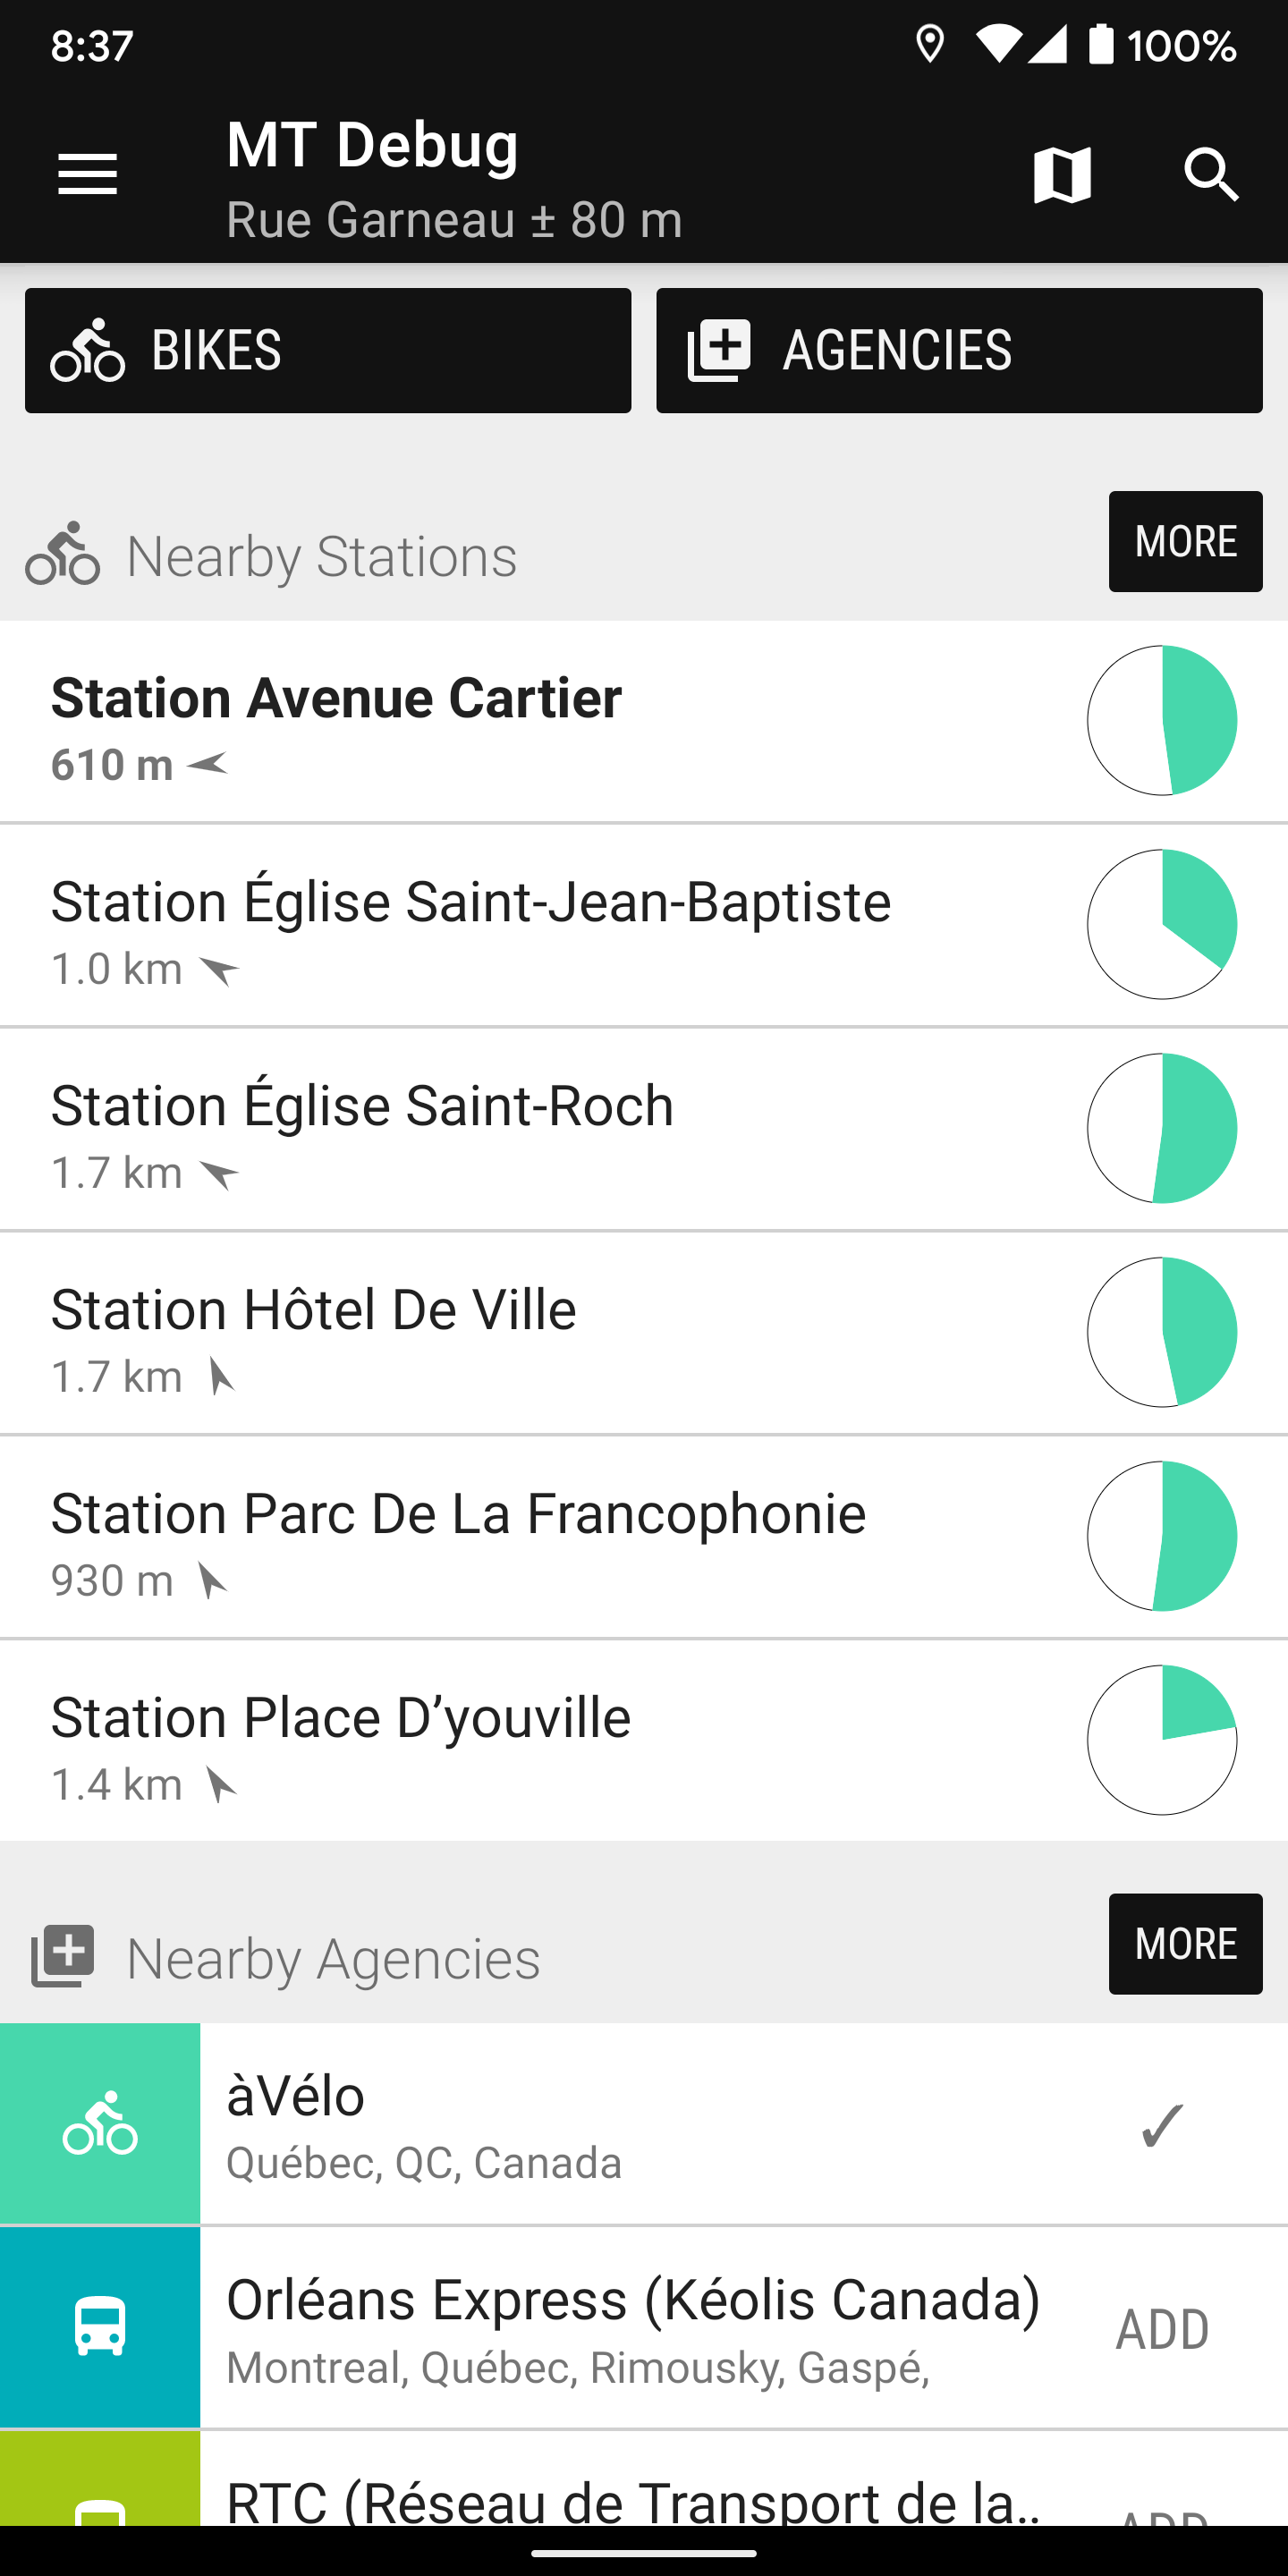 8:37
100%
MT Debug
Rue Garneau ± 80 m
BIKES
AGENCIES
Nearby Stations
MORE
Station Avenue Cartier
610 m
Station Église Saint-Jean-Baptiste
1.0 km
Station Église Saint-Roch
1.7 km
Station Hôtel De Ville
1.7 km
Station Parc De La Francophonie
930 m
Station Place D’youville
1.4 km
Nearby Agencies
MORE
àVélo
Québec, QC, Canada
Orléans Express (Kéolis Canada)
ADD
Montreal, Québec, Rimousky, Gaspé,
RTC (Réseau de Transport de la..
ADD